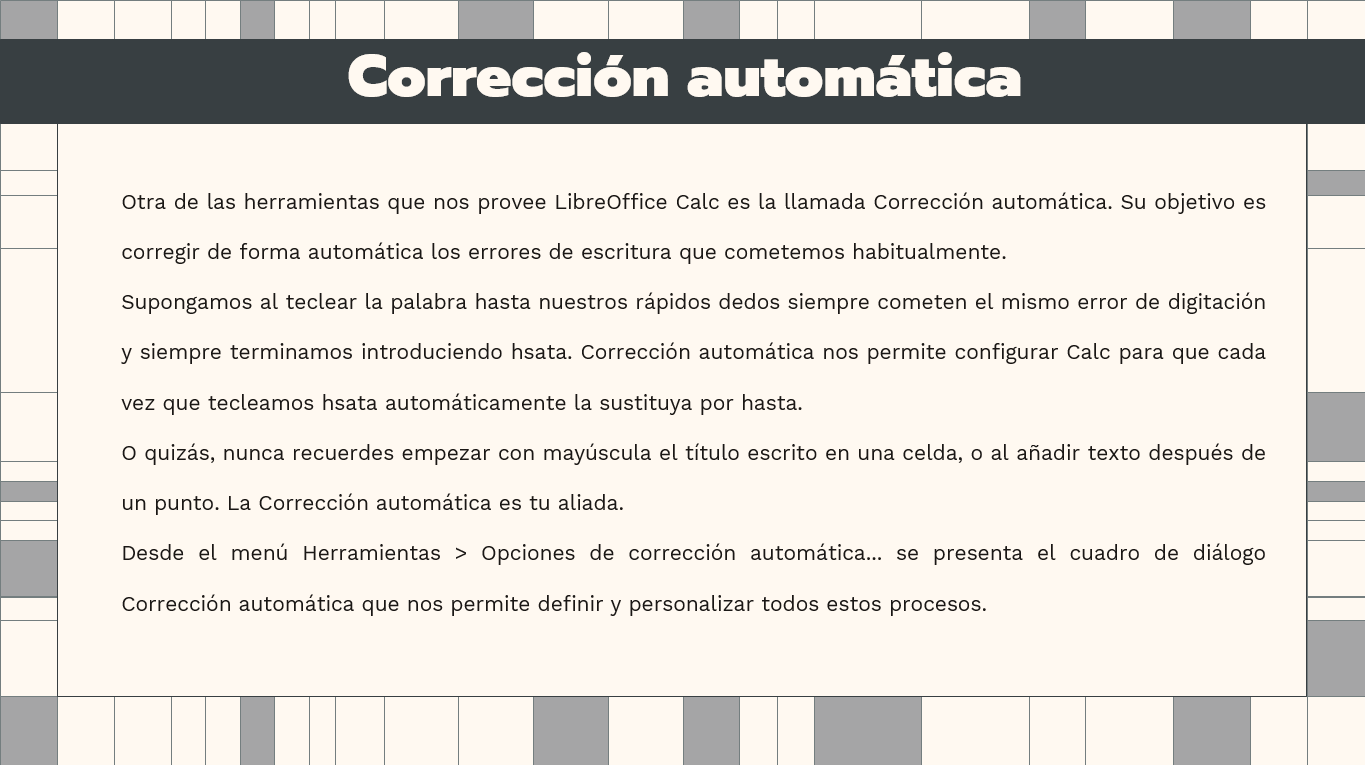 Corrección automática
Otra de las herramientas que nos provee LibreOffice Calc es la llamada Corrección automática. Su objetivo es
corregir de forma automática los errores de escritura que cometemos habitualmente.
Supongamos al teclear la palabra hasta nuestros rápidos dedos siempre cometen el mismo error de digitación
y siempre terminamos introduciendo hsata. Corrección automática nos permite configurar Calc para que cada
vez que tecleamos hsata automáticamente la sustituya por hasta.
O quizás, nunca recuerdes empezar con mayúscula el título escrito en una celda, o al añadir texto después de
un punto. La Corrección automática es tu aliada.
Desde el menú Herramientas > Opciones de corrección automática... se presenta el cuadro de diálogo
Corrección automática que nos permite definir y personalizar todos estos procesos.